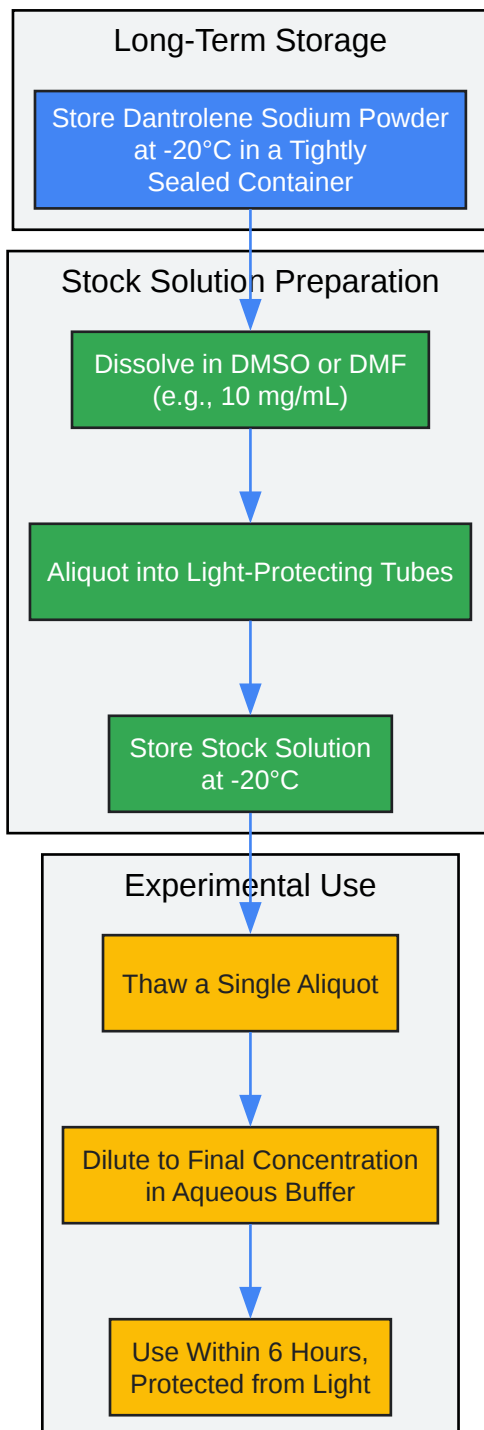 Long-Term Storage
Store Dantrolene Sodium Powder
at -20°C in a Tightly
Sealed Container
Stock Solution Preparation
Dissolve in DMSO or DMF
(e.g., 10 mg/mL)
Aliquot into Light-Protecting Tubes
Store Stock Solution
at -20°C
Experimental Use
Thaw a Single Aliquot
Dilute to Final Concentration
in Aqueous Buffer
Use Within 6 Hours,
Protected from Light